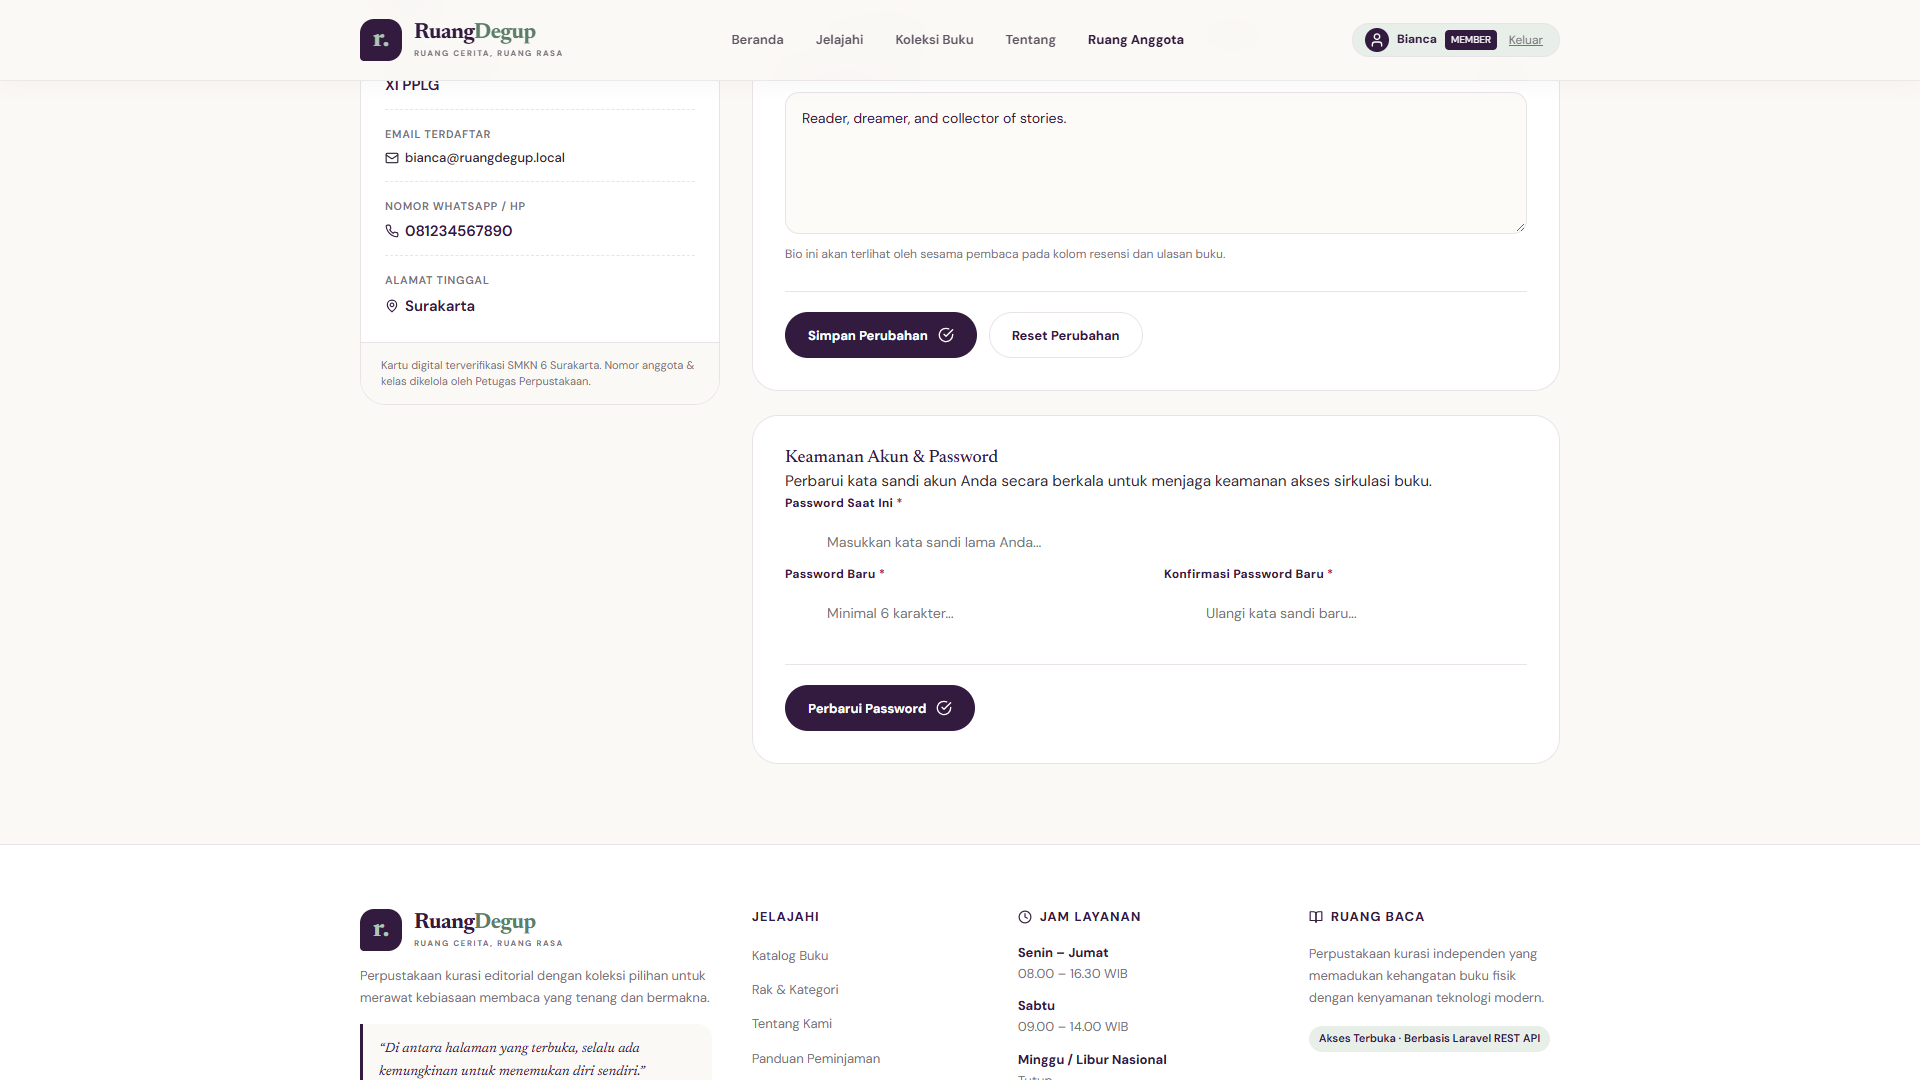 r.
RuangDegup
RUANG CERITA, RUANG RASA
Beranda
Jelajahi
Koleksi Buku
Tentang
Ruang Anggota
Bianca
MEMBER
Keluar
XI PPLG
EMAIL TERDAFTAR
bianca@ruangdegup.local
NOMOR WHATSAPP / HP
081234567890
ALAMAT TINGGAL
Surakarta
Kartu digital terverifikasi SMKN 6 Surakarta. Nomor anggota &
kelas dikelola oleh Petugas Perpustakaan.
Reader, dreamer, and collector of stories.
Bio ini akan terlihat oleh sesama pembaca pada kolom resensi dan ulasan buku.
Simpan Perubahan
Reset Perubahan
Keamanan Akun & Password
Perbarui kata sandi akun Anda secara berkala untuk menjaga keamanan akses sirkulasi buku.
Password Saat Ini *
Masukkan kata sandi lama Anda...
Password Baru *
Minimal 6 karakter...
Konfirmasi Password Baru *
Ulangi kata sandi baru...
Perbarui Password
r.
RuangDegup
RUANG CERITA, RUANG RASA
Perpustakaan kurasi editorial dengan koleksi pilihan untuk
merawat kebiasaan membaca yang tenang dan bermakna.
“Di antara halaman yang terbuka, selalu ada
kemungkinan untuk menemukan diri sendiri.”
JELAJAHI
Katalog Buku
Rak & Kategori
Tentang Kami
Panduan Peminjaman
JAM LAYANAN
Senin – Jumat
08.00 – 16.30 WIB
Sabtu
09.00 – 14.00 WIB
Minggu / Libur Nasional
Tutup
RUANG BACA
Perpustakaan kurasi independen yang
memadukan kehangatan buku fisik
dengan kenyamanan teknologi modern.
Akses Terbuka · Berbasis Laravel REST API